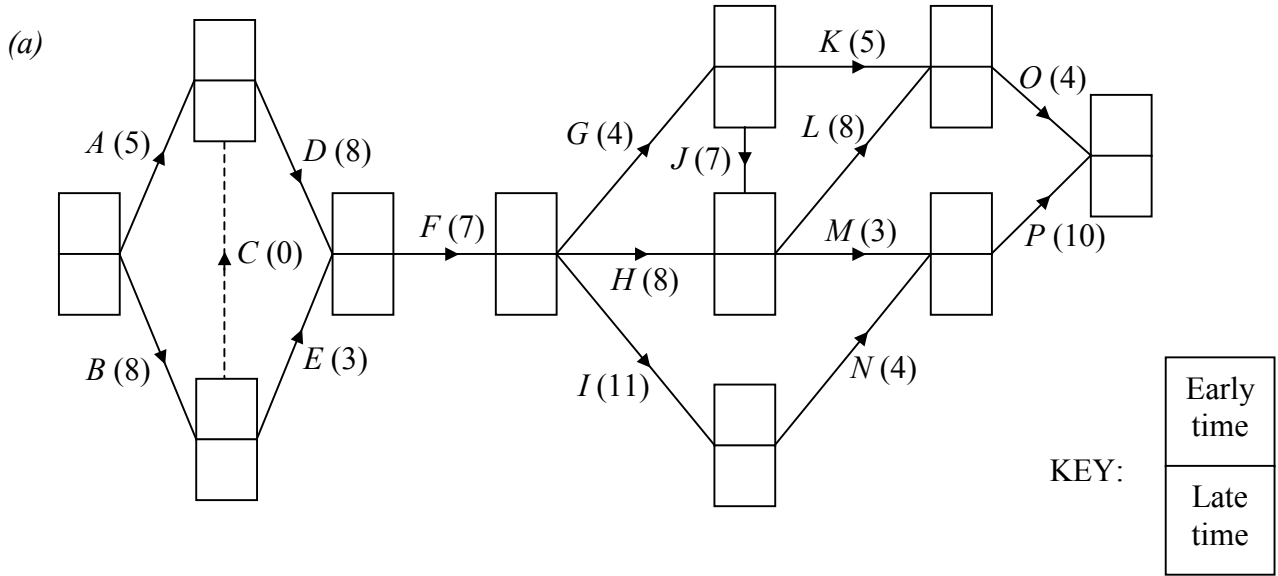 (a)
K (5)
O (4)
A (5)
D (8)
G (4)
L (8)
J (7)
F (7)
M (3)
C (0)
H (8)
P (10)
B (8)
E (3)
I (11)
N (4)
KEY:
Early
time
Late
time